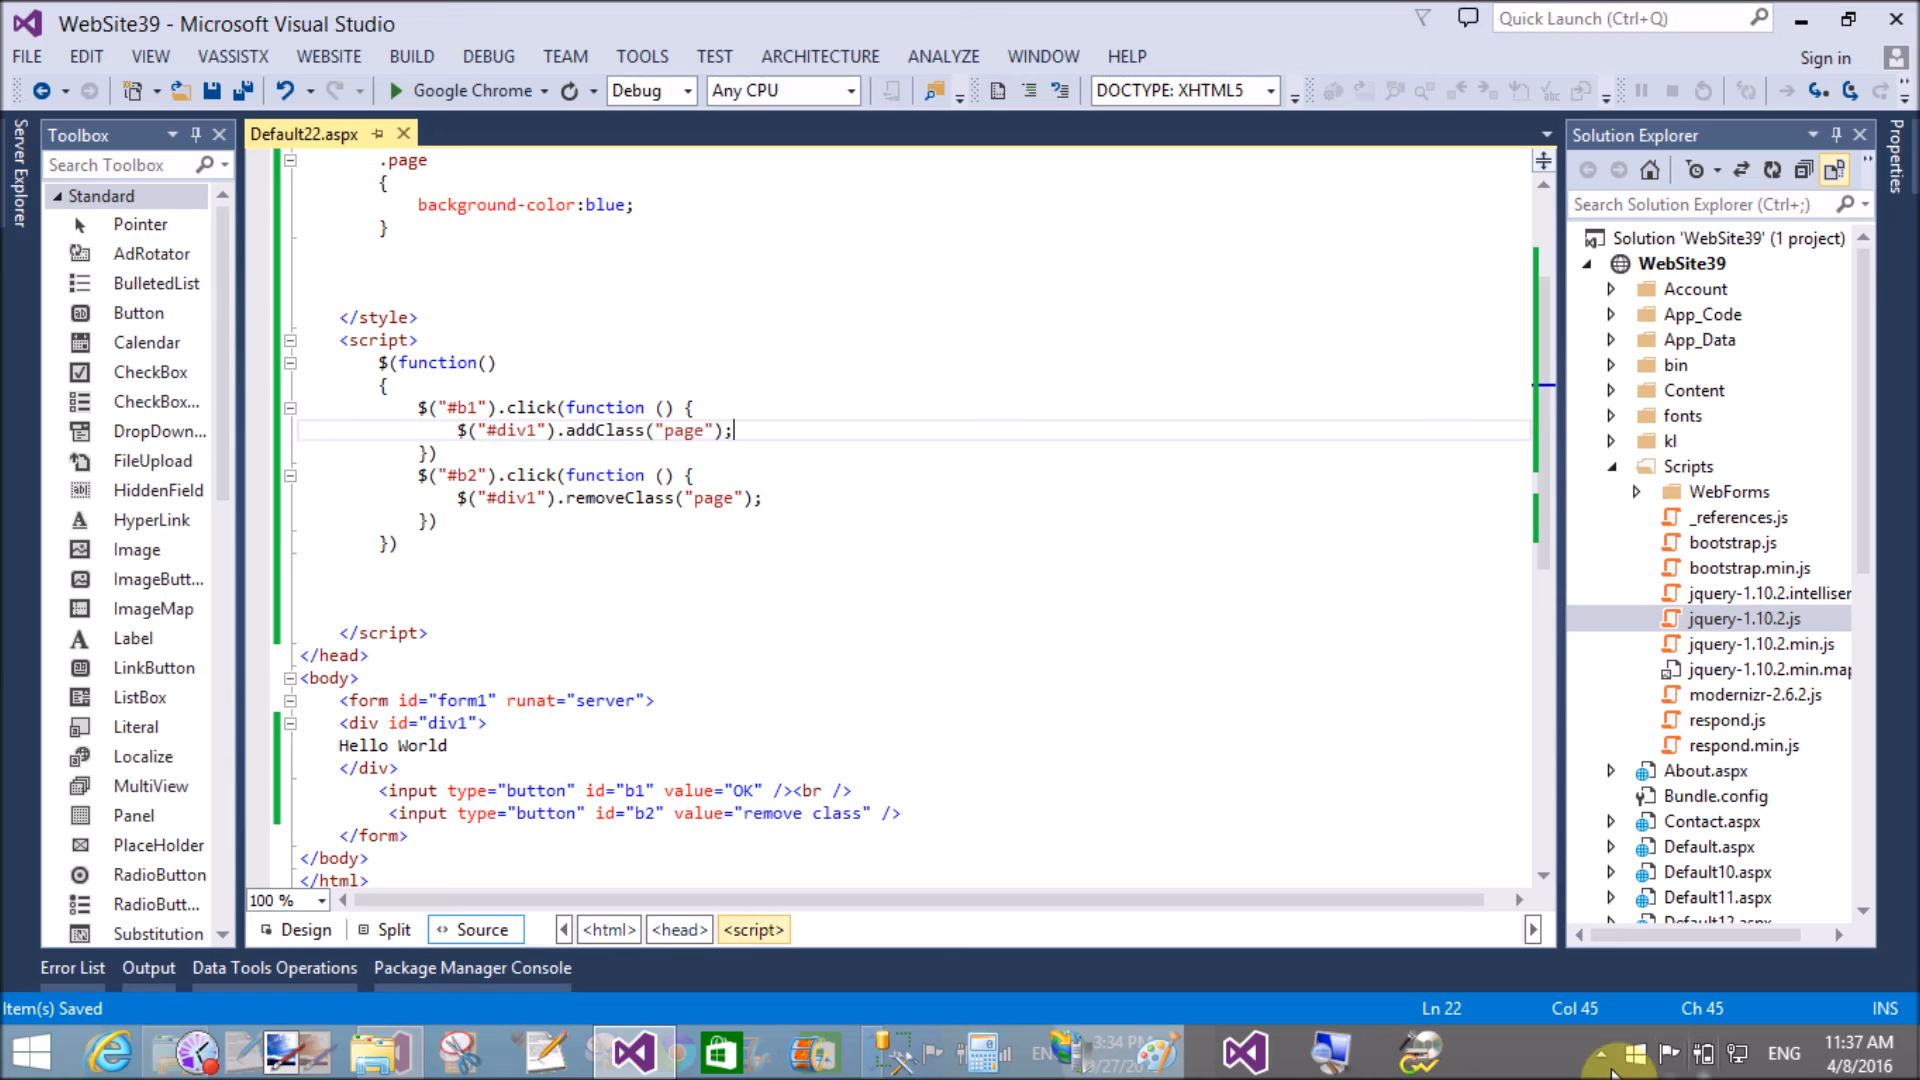 WebSite39 - Microsoft Visual Studio
Quick Launch (Ctrl+Q)
FILE EDIT VIEW VASSISTX WEBSITE BUILD DEBUG TEAM TOOLS TEST ARCHITECTURE ANALYZE WINDOW HELP
Sign in
Google Chrome Debug Any CPU DOCTYPE: XHTML5
Server Explorer
Toolbox
Search Toolbox
Standard
Pointer
AdRotator
BulletedList
Button
Calendar
CheckBox
CheckBox...
DropDown...
FileUpload
HiddenField
HyperLink
Image
ImageButt...
ImageMap
Label
LinkButton
ListBox
Literal
Localize
MultiView
Panel
PlaceHolder
RadioButton
RadioButt...
Substitution
Default22.aspx
.page
{
background-color:blue;
}
</style>
<script>
$(function()
{
$("#b1").click(function () {
$("#div1").addClass("page");
})
$("#b2").click(function () {
$("#div1").removeClass("page");
})
})
</script>
</head>
<body>
<form id="form1" runat="server">
<div id="div1">
Hello World
</div>
<input type="button" id="b1" value="OK" /><br />
<input type="button" id="b2" value="remove class" />
</form>
</body>
</html>
100 %
Design Split Source <html> <head> <script>
Solution Explorer
Search Solution Explorer (Ctrl+;)
Solution 'WebSite39' (1 project)
WebSite39
Account
App_Code
App_Data
bin
Content
fonts
kl
Scripts
WebForms
_references.js
bootstrap.js
bootstrap.min.js
jquery-1.10.2.intelliser
jquery-1.10.2.js
jquery-1.10.2.min.js
jquery-1.10.2.min.map
modernizr-2.6.2.js
respond.js
respond.min.js
About.aspx
Bundle.config
Contact.aspx
Default.aspx
Default10.aspx
Default11.aspx
Default12.aspx
Properties
Error List Output Data Tools Operations Package Manager Console
Item(s) Saved Ln 22 Col 45 Ch 45 INS
EN 3:34 PM
/27/20
ENG
11:37 AM
4/8/2016